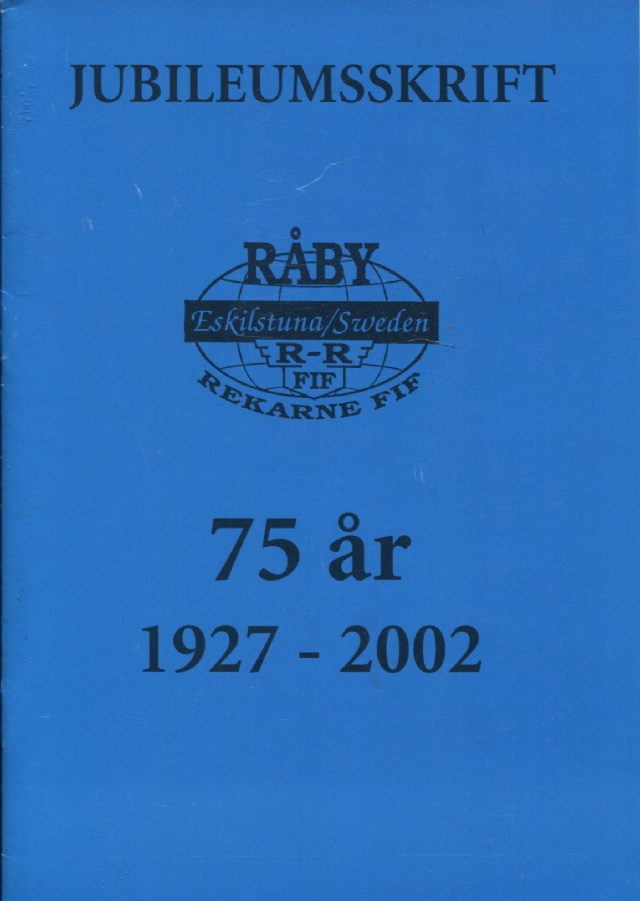 JUBILEUMSSKRIFT
RÅBY
Eskilstuna/Sweden
R-R
FIF
REKARNE FIF
75 år
1927 - 2002